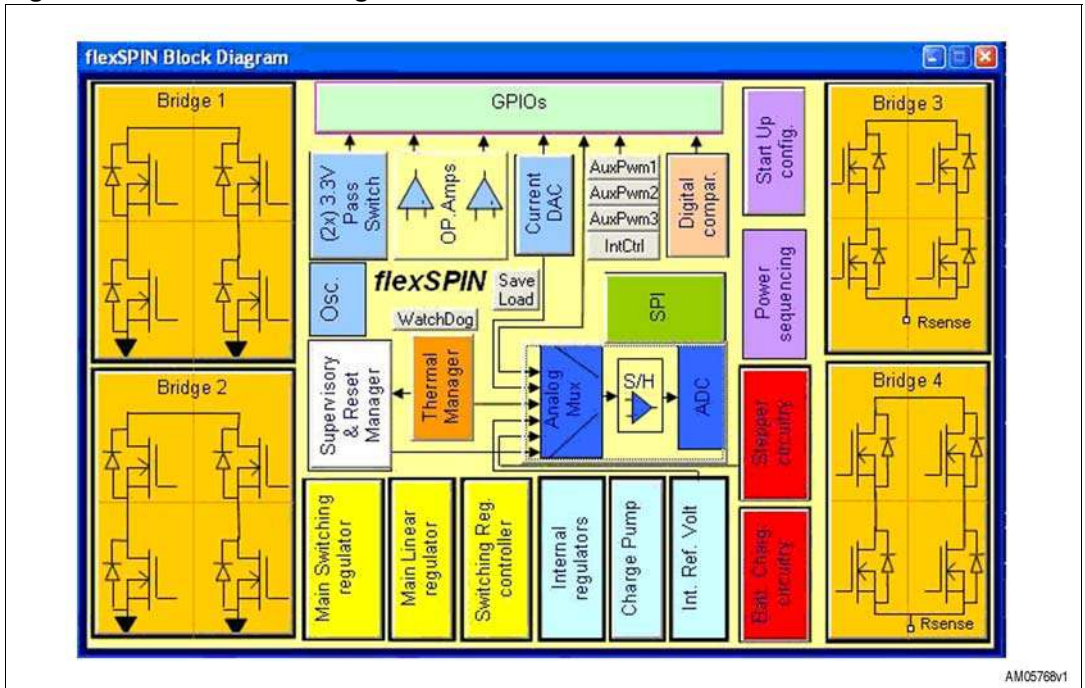 flexSPIN Block Diagram
Bridge 1
GPIOs
Bridge 3
Start Up
config.
(2x) 3.3V
Pass
Switch
OP.Amps
Current
DAC
AuxPwm1
AuxPwm2
AuxPwm3
IntCtrl
Digital
compar.
Osc.
flexSPIN
Save
Load
WatchDog
SPI
Power
sequencing
Rsense
Bridge 2
Supervisory
& Reset
Manager
Thermal
Manager
Analog
Mux
S/H
ADC
Stepper
circuitry
Bridge 4
Main Switching
regulator
Main Linear
regulator
Switching Reg.
controller
Internal
regulators
Charge Pump
Int. Ref. Volt
Batt. Charg.
circuitry
Rsense
AM05768v1